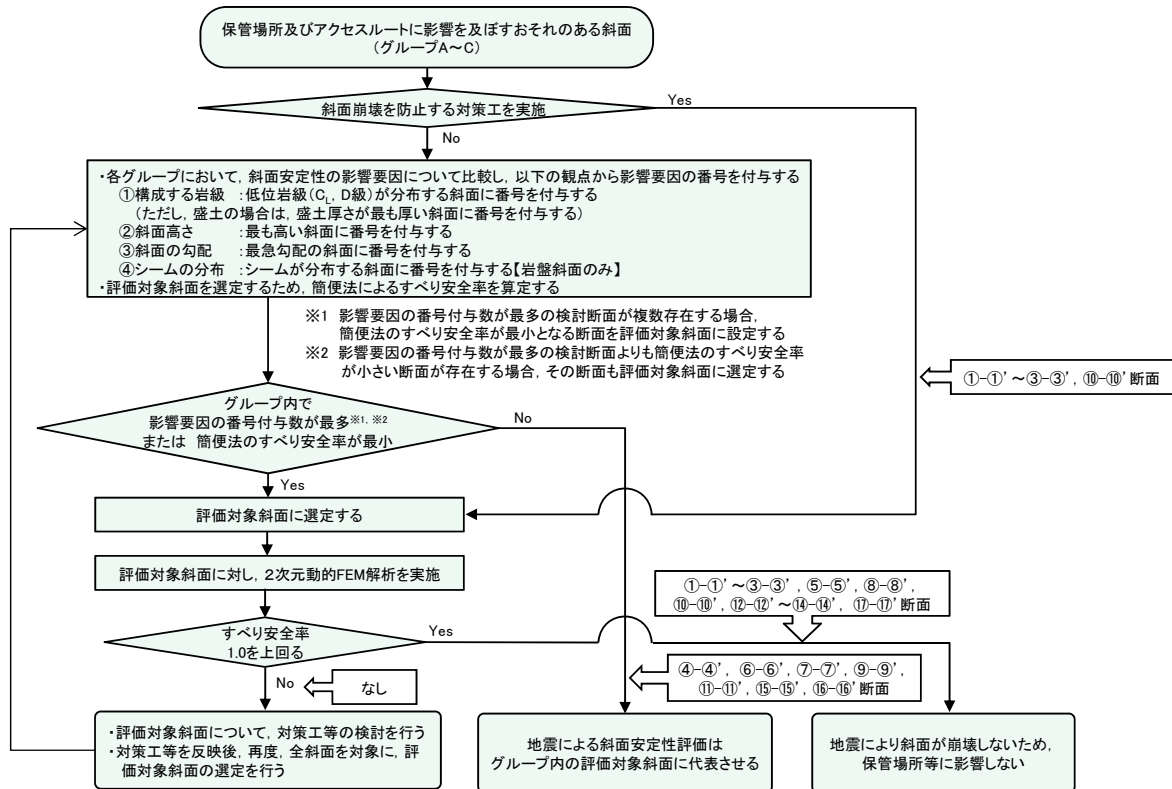 保管場所及びアクセスルートに影響を及ぼすおそれのある斜面
(グループA～C)
斜面崩壊を防止する対策工を実施
Yes
No
・各グループにおいて，斜面安定性の影響要因について比較し，以下の観点から影響要因の番号を付与する
①構成する岩級　：低位岩級(CL，D級)が分布する斜面に番号を付与する
(ただし，盛土の場合は，盛土厚さが最も厚い斜面に番号を付与する)
②斜面高さ　：最も高い斜面に番号を付与する
③斜面の勾配　：最急勾配の斜面に番号を付与する
④シームの分布　：シームが分布する斜面に番号を付与する【岩盤斜面のみ】
・評価対象斜面を選定するため，簡便法によるすべり安全率を算定する
※1　影響要因の番号付与数が最多の検討断面が複数存在する場合，
簡便法のすべり安全率が最小となる断面を評価対象斜面に設定する
※2　影響要因の番号付与数が最多の検討断面よりも簡便法のすべり安全率
が小さい断面が存在する場合，その断面も評価対象斜面に選定する
①-①’～③-③’，⑩-⑩’断面
グループ内で
影響要因の番号付与数が最多※1，※2
または　簡便法のすべり安全率が最小
No
Yes
評価対象斜面に選定する
評価対象斜面に対し，２次元動的FEM解析を実施
①-①’～③-③’，⑤-⑤’，⑧-⑧’，
⑩-⑩’，⑫-⑫’～⑭-⑭’，⑰-⑰’断面
すべり安全率
1.0を上回る
Yes
No
なし
④-④’，⑥-⑥’，⑦-⑦’，⑨-⑨’，
⑪-⑪’，⑮-⑮’，⑯-⑯’断面
・評価対象斜面について，対策工等の検討を行う
・対策工等を反映後，再度，全斜面を対象に，評
価対象斜面の選定を行う
地震による斜面安定性評価は
グループ内の評価対象斜面に代表させる
地震により斜面が崩壊しないため，
保管場所等に影響しない